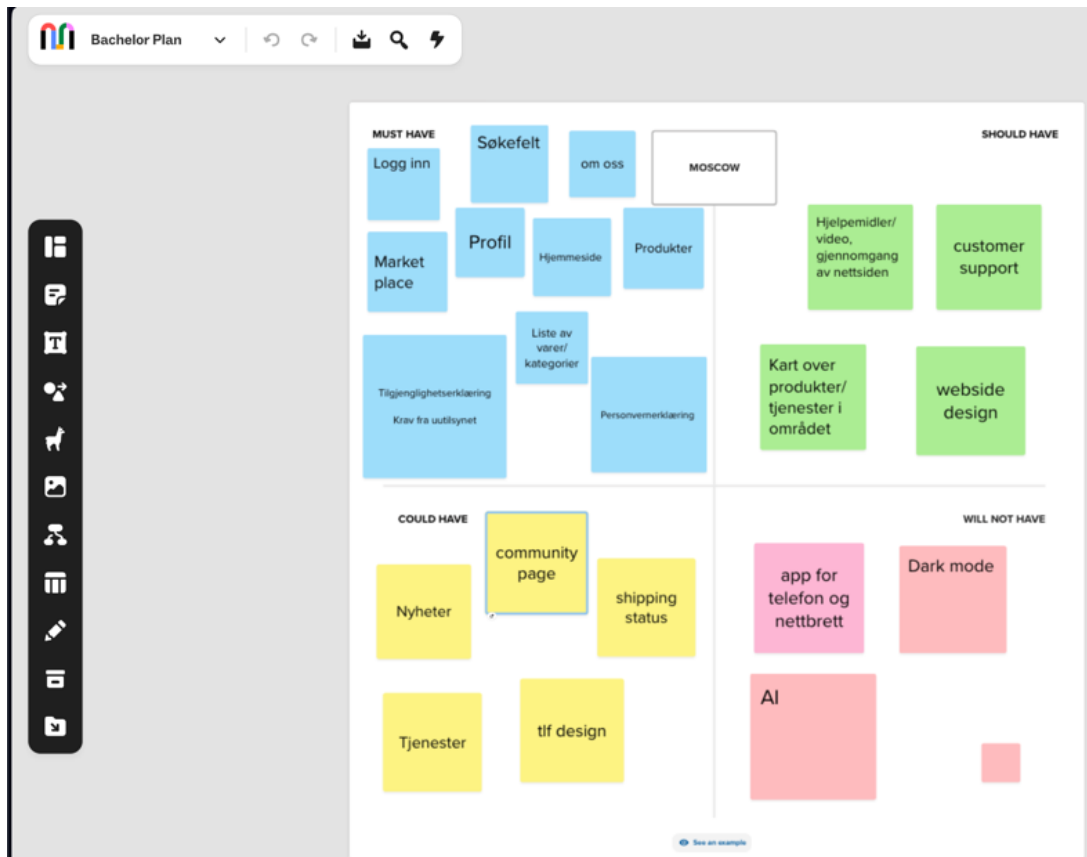 Bachelor Plan
MUST HAVE
Logg inn
Søkefelt
om oss
MOSCOW
SHOULD HAVE
Market
place
Profil
Hjemmeside
Produkter
Hjelpemidler/
video,
gjennomgang
av nettsiden
customer
support
Liste av
varer/
kategorier
Tilgjenglighetserklæring
Krav fra uutilsynet
Personvernerklæring
Kart over
produkter/
tjenester i
området
webside
design
COULD HAVE
community
page
Nyheter
shipping
status
Tjenester
tlf design
WILL NOT HAVE
app for
telefon og
nettbrett
Dark mode
AI
See an example